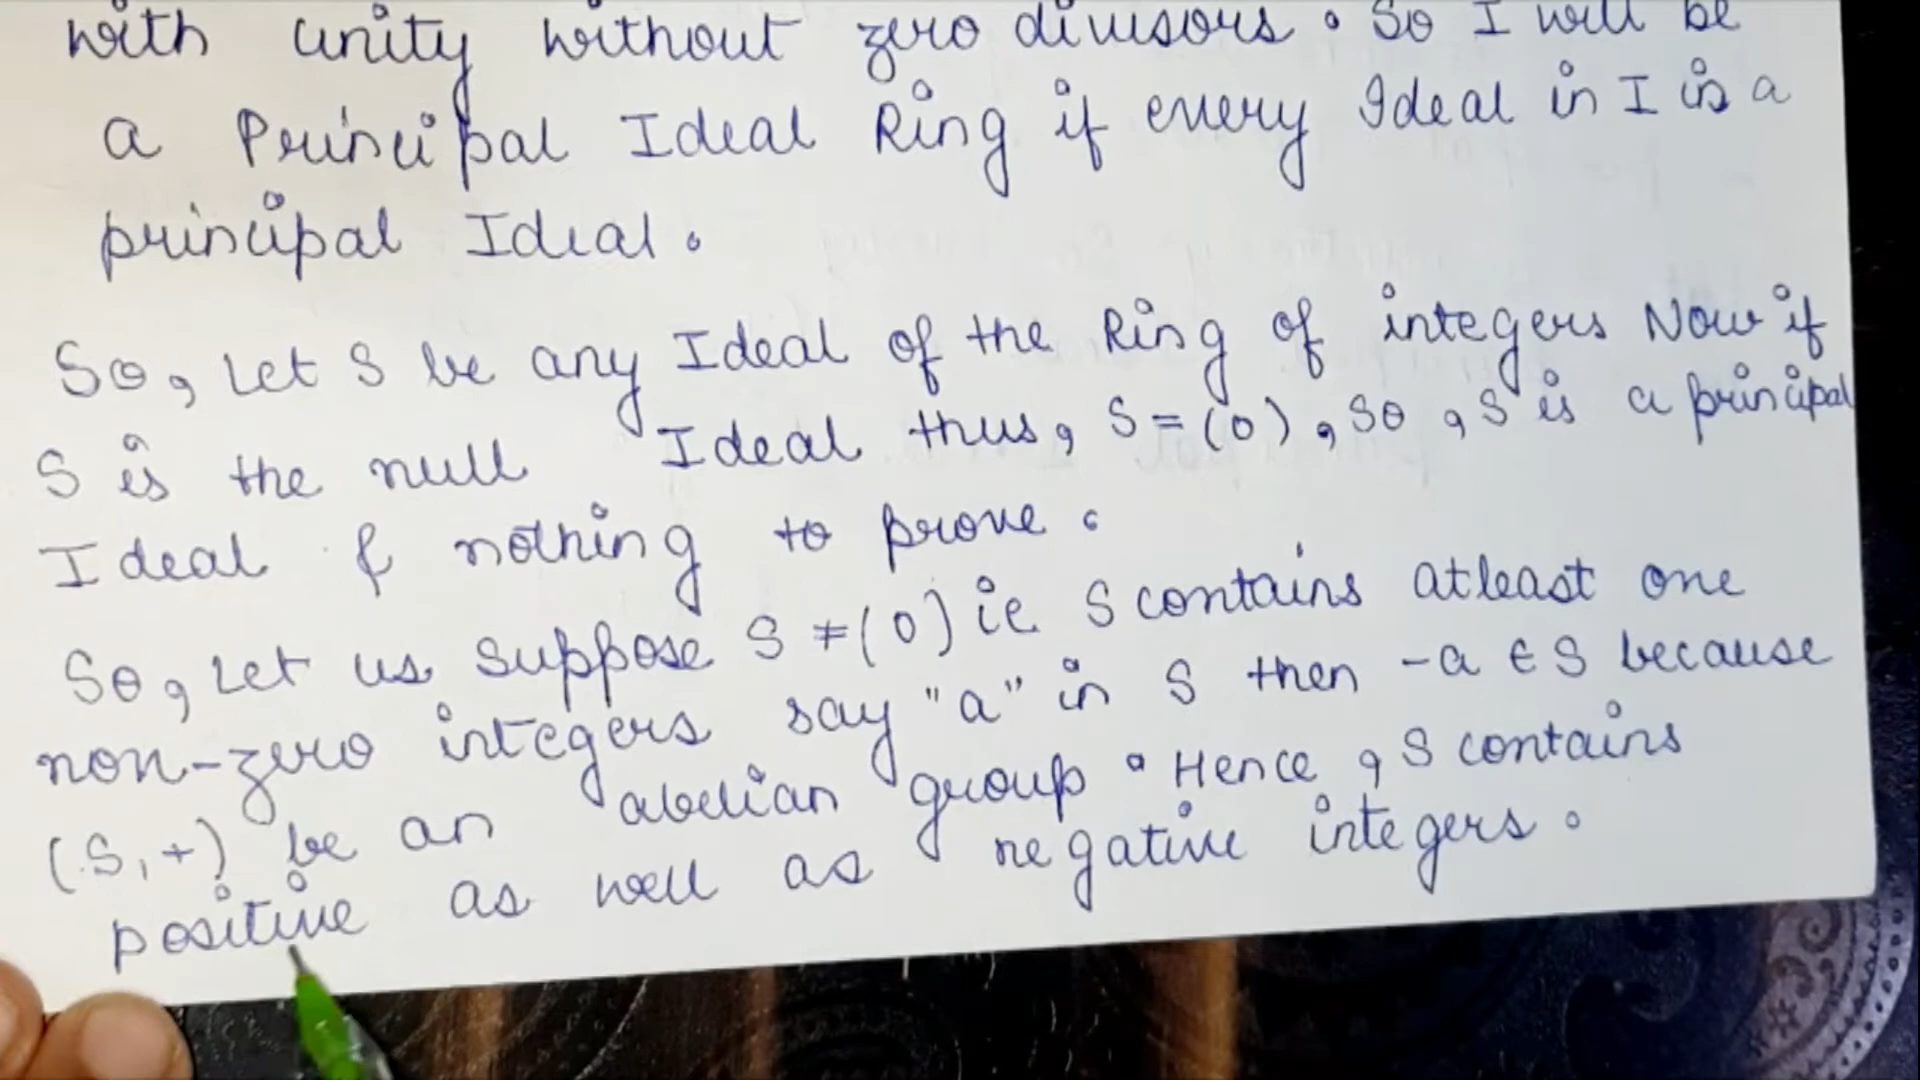 with unity without zero divisors. So I will be
a Principal Ideal Ring if every Ideal in I is a
principal Ideal.
So, Let S be any Ideal of the Ring of integers Now if
S is the null Ideal thus, S = (0), So, S is a principal
Ideal & nothing to prove.
So, Let us suppose S ≠ (0) ie. S contains atleast one
non-zero integers say "a" in S then -a ∈ S because
(S, +) be an abelian group. Hence, S contains
positive as well as negative integers.